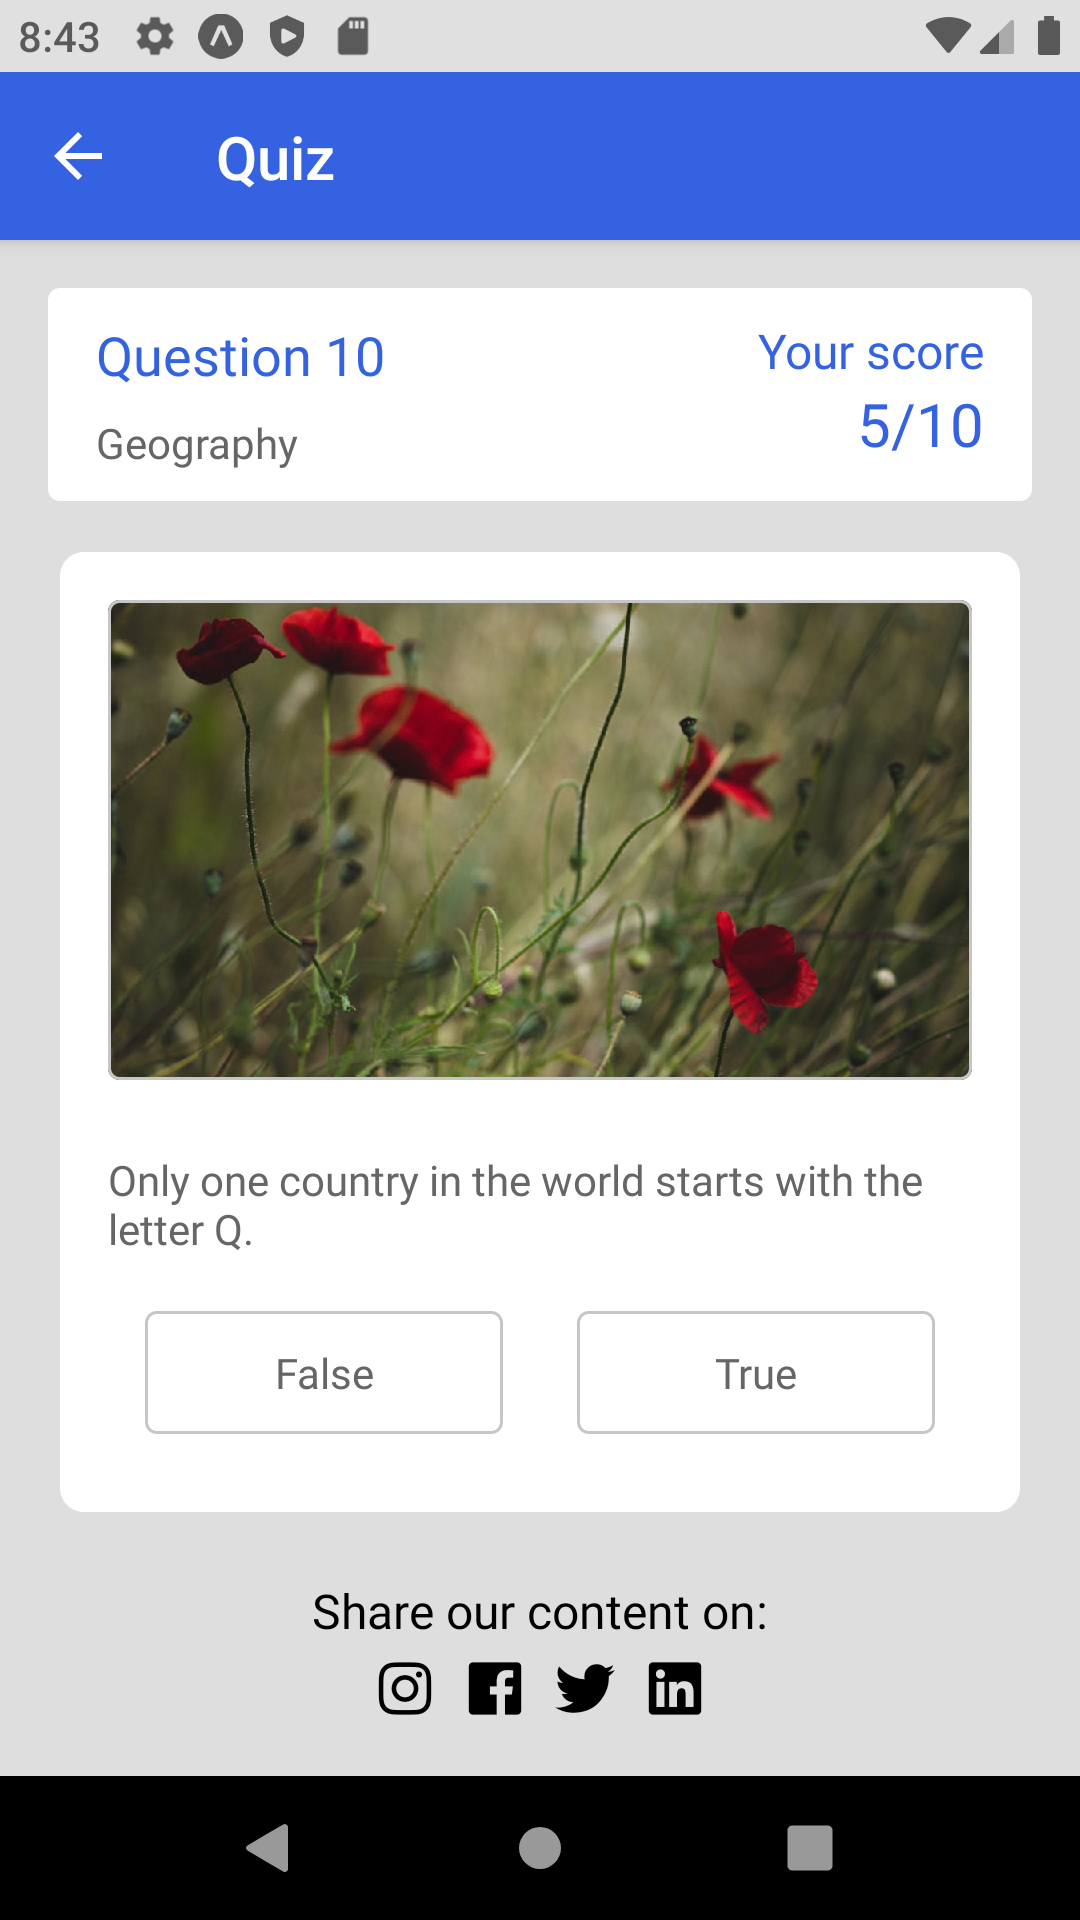 8:43
Quiz
Question 10
Your score
5/10
Geography
Only one country in the world starts with the
letter Q.
False
True
Share our content on: